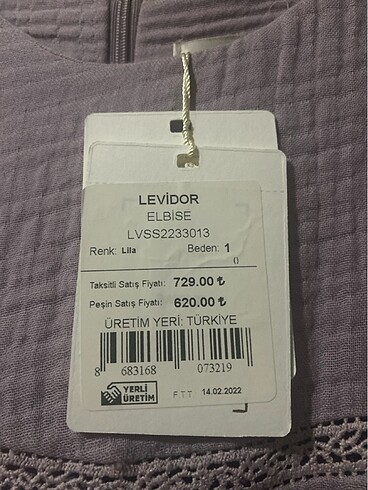 LEVİDOR
ELBİSE
LVSS2233013
Renk: Lila Beden: 1
0
Taksitli Satış Fiyatı: 729.00 ₺
Peşin Satış Fiyatı: 620.00 ₺
ÜRETİM YERİ: TÜRKİYE
8 683168 073219
YERLİ
ÜRETİM
FTT 14.02.2022